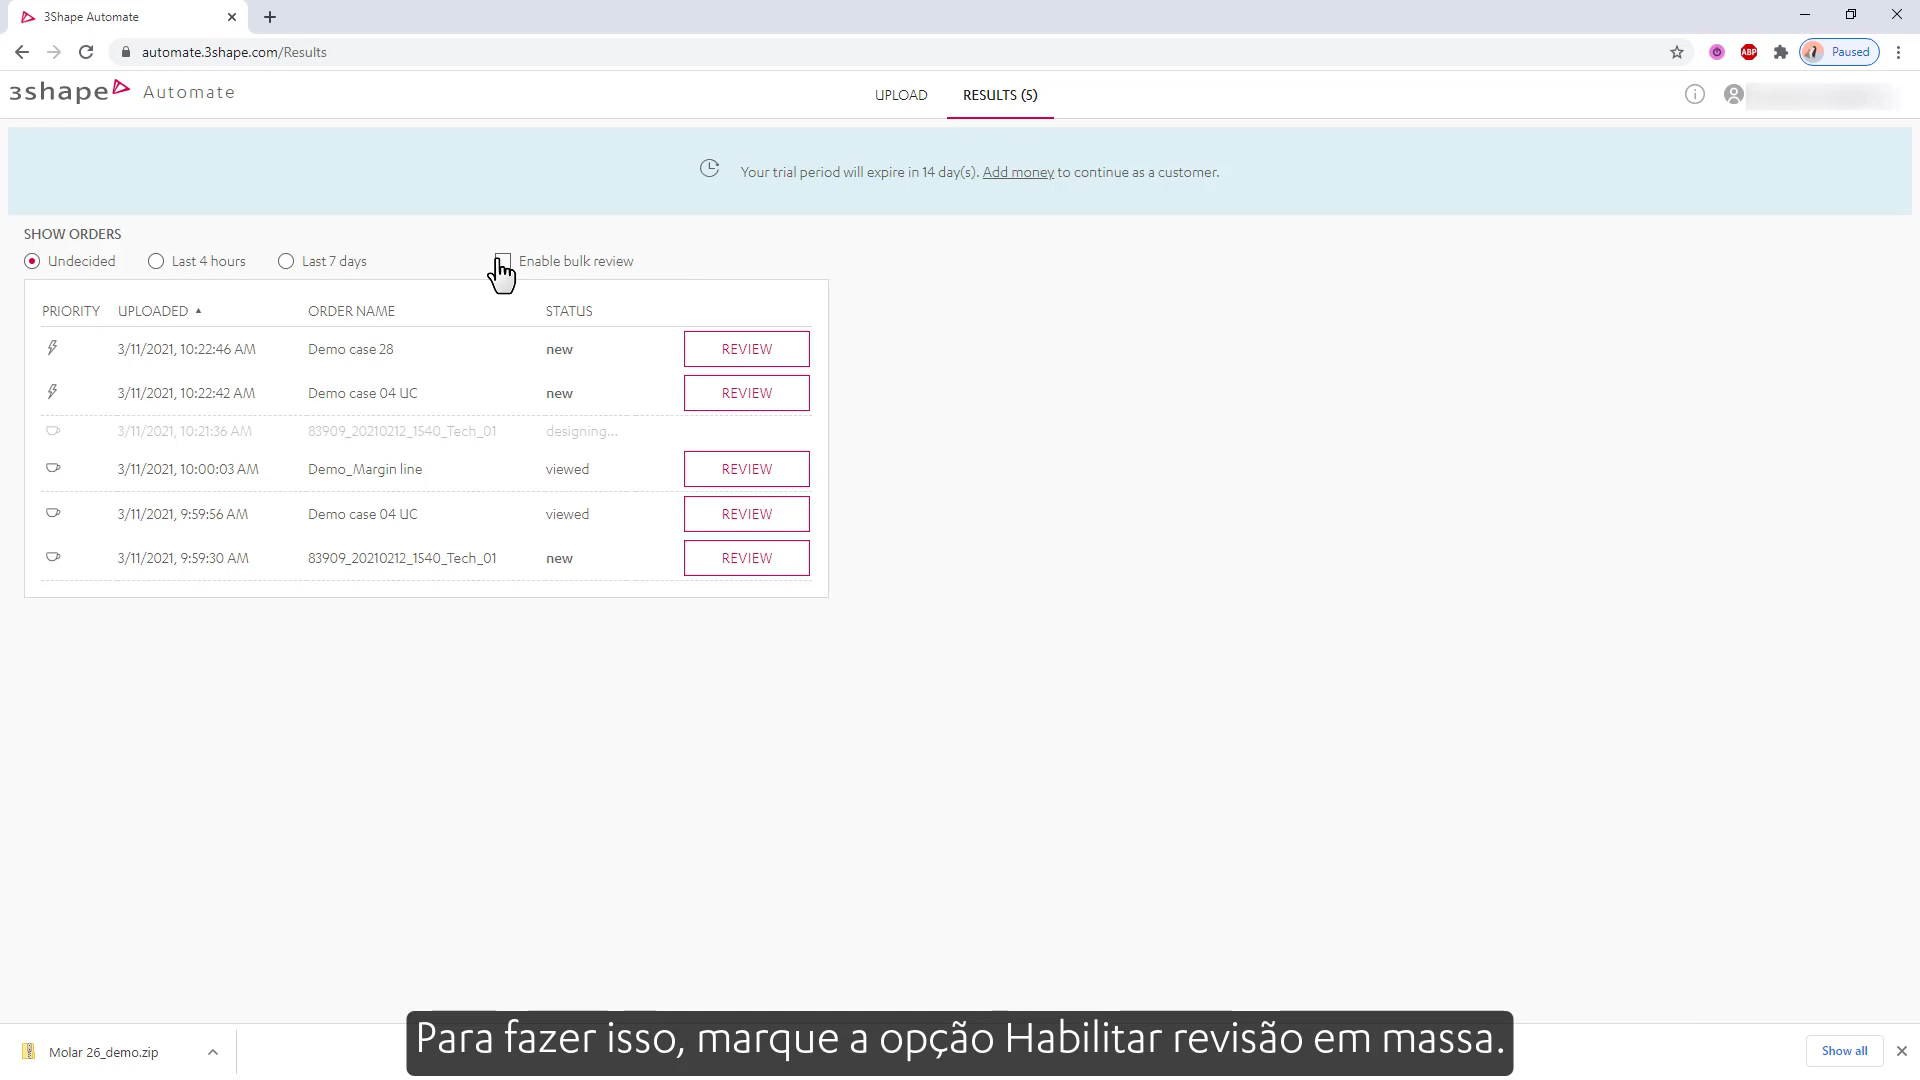 3Shape Automate
automate.3shape.com/Results
ABP
Paused
3shape Automate
UPLOAD
RESULTS (5)
Your trial period will expire in 14 day(s). Add money to continue as a customer.
SHOW ORDERS
Undecided Last 4 hours Last 7 days Enable bulk review
PRIORITY UPLOADED ORDER NAME STATUS
3/11/2021, 10:22:46 AM Demo case 28 new REVIEW
3/11/2021, 10:22:42 AM Demo case 04 UC new REVIEW
3/11/2021, 10:21:36 AM 83909_20210212_1540_Tech_01 designing...
3/11/2021, 10:00:03 AM Demo_Margin line viewed REVIEW
3/11/2021, 9:59:56 AM Demo case 04 UC viewed REVIEW
3/11/2021, 9:59:30 AM 83909_20210212_1540_Tech_01 new REVIEW
Molar 26_demo.zip
Para fazer isso, marque a opção Habilitar revisão em massa.
Show all